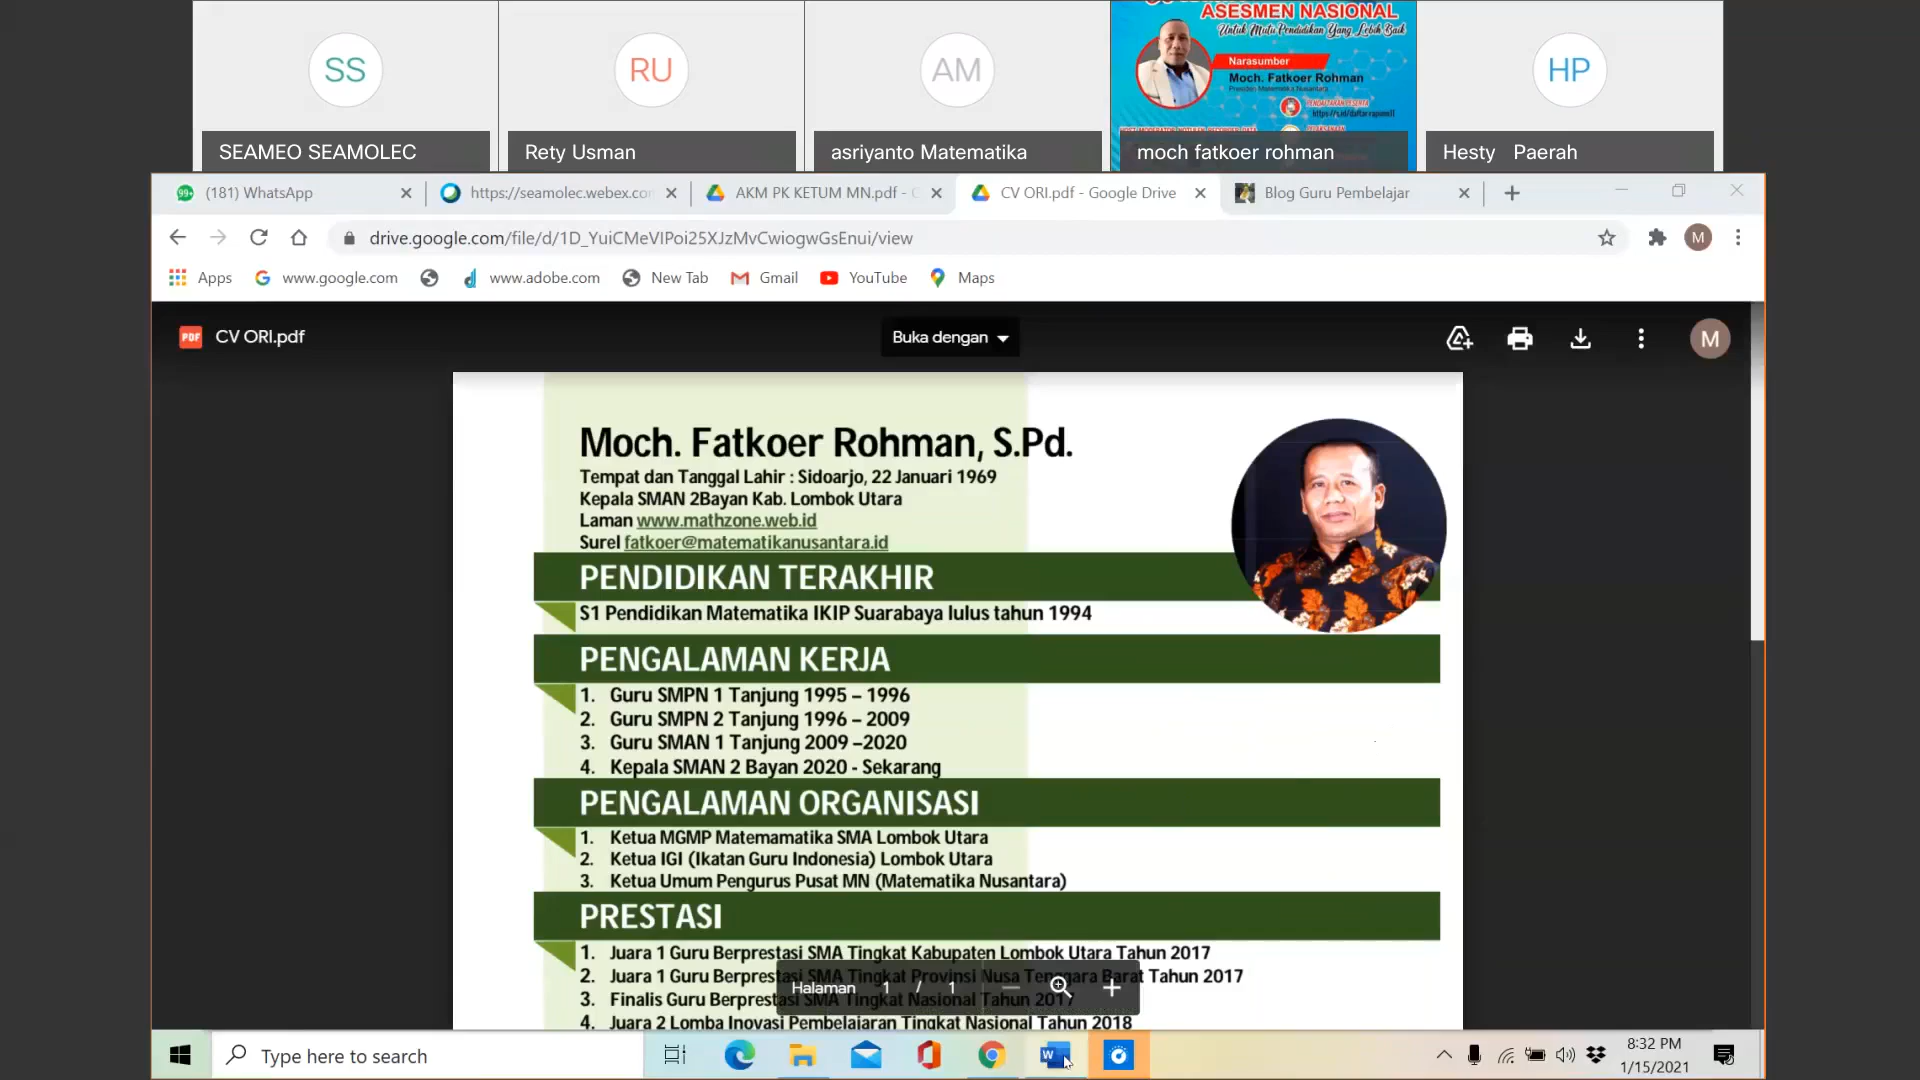 SS
RU
AM
HP
ASESMEN NASIONAL
Untuk Mutu Pendidikan Yang Lebih Baik
Narasumber
Moch. Fatkoer Rohman
Presiden Matematika Nusantara
SEAMEO SEAMOLEC
Rety Usman
asriyanto Matematika
moch fatkoer rohman
Hesty Paerah
(181) WhatsApp
https://seamolec.webex.co
AKM PK KETUM MN.pdf -
CV ORI.pdf - Google Drive
Blog Guru Pembelajar
drive.google.com/file/d/1D_YuiCMeVIPoi25XJzMvCwiogwGsEnui/view
M
Apps
www.google.com
www.adobe.com
New Tab
Gmail
YouTube
Maps
PDF
CV ORI.pdf
Buka dengan
M
Moch. Fatkoer Rohman, S.Pd.
Tempat dan Tanggal Lahir : Sidoarjo, 22 Januari 1969
Kepala SMAN 2Bayan Kab. Lombok Utara
Laman www.mathzone.web.id
Surel fatkoer@matematikanusantara.id
PENDIDIKAN TERAKHIR
S1 Pendidikan Matematika IKIP Suarabaya lulus tahun 1994
PENGALAMAN KERJA
1. Guru SMPN 1 Tanjung 1995 – 1996
2. Guru SMPN 2 Tanjung 1996 – 2009
3. Guru SMAN 1 Tanjung 2009 –2020
4. Kepala SMAN 2 Bayan 2020 - Sekarang
PENGALAMAN ORGANISASI
1. Ketua MGMP Matemamatika SMA Lombok Utara
2. Ketua IGI (Ikatan Guru Indonesia) Lombok Utara
3. Ketua Umum Pengurus Pusat MN (Matematika Nusantara)
PRESTASI
1. Juara 1 Guru Berprestasi SMA Tingkat Kabupaten Lombok Utara Tahun 2017
2. Juara 1 Guru Berprestasi SMA Tingkat Provinsi Nusa Tenggara Barat Tahun 2017
3. Finalis Guru Berprestasi SMA Tingkat Nasional Tahun 2017
4. Juara 2 Lomba Inovasi Pembelajaran Tingkat Nasional Tahun 2018
Halaman 1 / 1
Type here to search
8:32 PM
1/15/2021